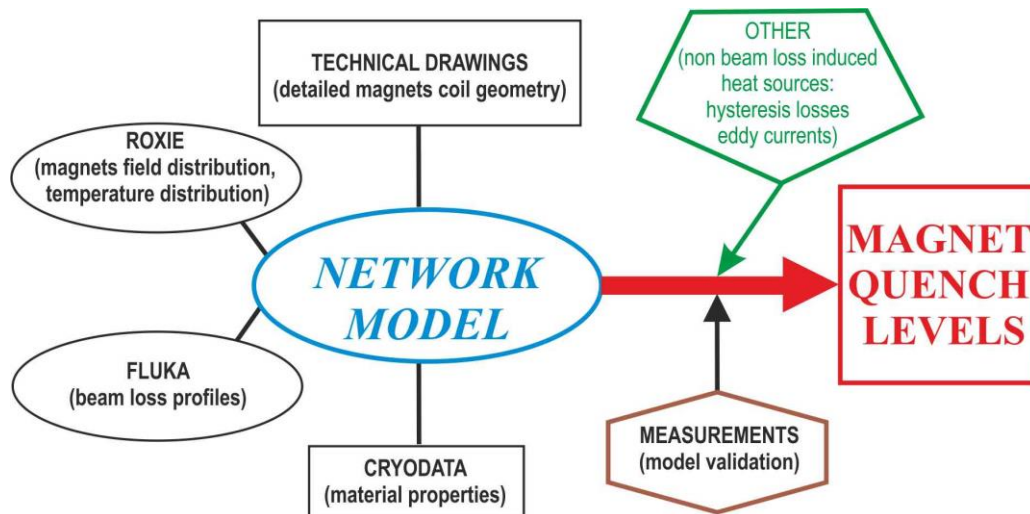 TECHNICAL DRAWINGS
(detailed magnets coil geometry)
OTHER
(non beam loss induced
heat sources:
hysteresis losses
eddy currents)
ROXIE
(magnets field distribution,
temperature distribution)
NETWORK
MODEL
MAGNET
QUENCH
LEVELS
FLUKA
(beam loss profiles)
CRYODATA
(material properties)
MEASUREMENTS
(model validation)